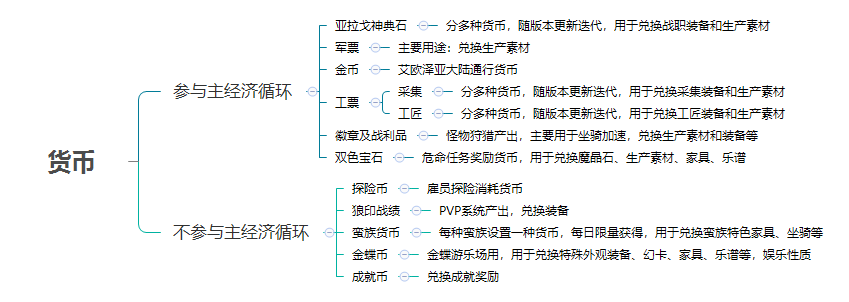 货币
参与主经济循环
亚拉戈神典石 分多种货币，随版本更新迭代，用于兑换战职装备和生产素材
军票 主要用途：兑换生产素材
金币 艾欧泽亚大陆通行货币
工票
采集 分多种货币，随版本更新迭代，用于兑换采集装备和生产素材
工匠 分多种货币，随版本更新迭代，用于兑换工匠装备和生产素材
徽章及战利品 怪物狩猎产出，主要用于坐骑加速，兑换生产素材和装备等
双色宝石 危命任务奖励货币，用于兑换魔晶石、生产素材、家具、乐谱
不参与主经济循环
探险币 雇员探险消耗货币
狼印战绩 PVP系统产出，兑换装备
蛮族货币 每种蛮族设置一种货币，每日限量获得，用于兑换蛮族特色家具、坐骑等
金蝶币 金蝶游乐场用，用于兑换特殊外观装备、幻卡、家具、乐谱等，娱乐性质
成就币 兑换成就奖励